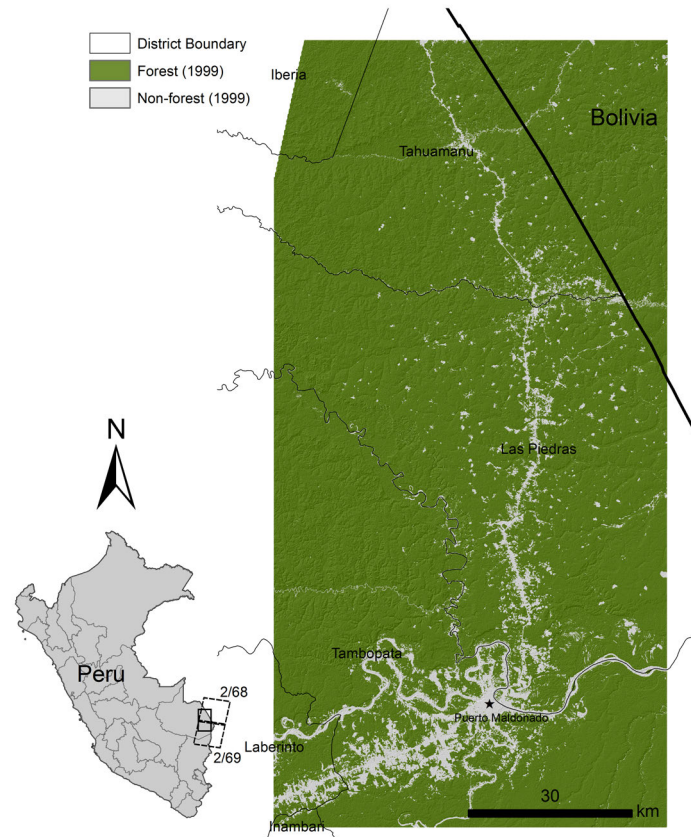 District Boundary
Forest (1999)
Non-forest (1999)
Iberia
Bolivia
Tahuamanu
Las Piedras
N
Peru
2/68
2/69
Tambopata
Puerto Maldonado
Laberinto
Inambari
30
km